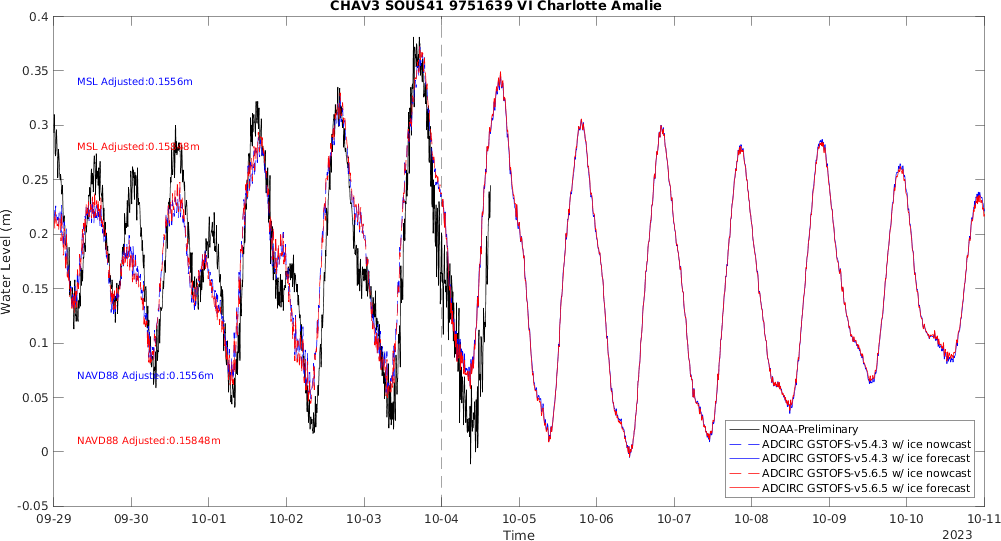 CHAV3 SOUS41 9751639 VI Charlotte Amalie
0.4
0.35
0.3
0.25
0.2
0.15
0.1
0.05
0
-0.05
Water Level (m)
MSL Adjusted:0.1556m
MSL Adjusted:0.15848m
NAVD88 Adjusted:0.1556m
NAVD88 Adjusted:0.15848m
NOAA-Preliminary
ADCIRC GSTOFS-v5.4.3 w/ ice nowcast
ADCIRC GSTOFS-v5.4.3 w/ ice forecast
ADCIRC GSTOFS-v5.6.5 w/ ice nowcast
ADCIRC GSTOFS-v5.6.5 w/ ice forecast
09-29 09-30 10-01 10-02 10-03 10-04 10-05 10-06 10-07 10-08 10-09 10-10 10-11
Time
2023